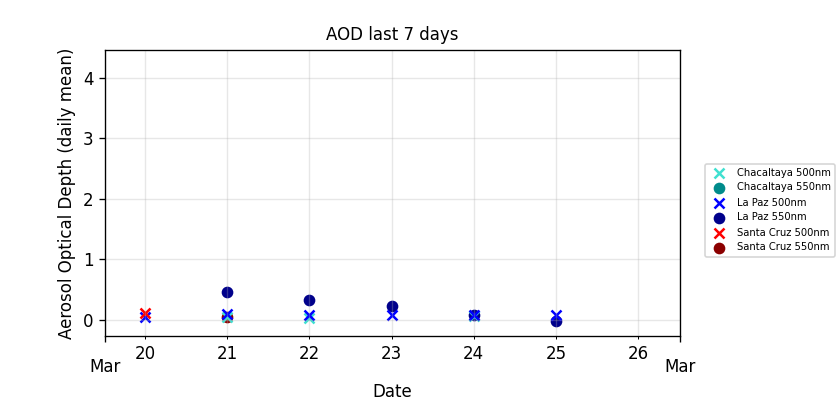 AOD last 7 days
Aerosol Optical Depth (daily mean)
4
3
2
1
0
20
21
22
23
24
25
26
Mar
Mar
Date
Chacaltaya 500nm
Chacaltaya 550nm
La Paz 500nm
La Paz 550nm
Santa Cruz 500nm
Santa Cruz 550nm